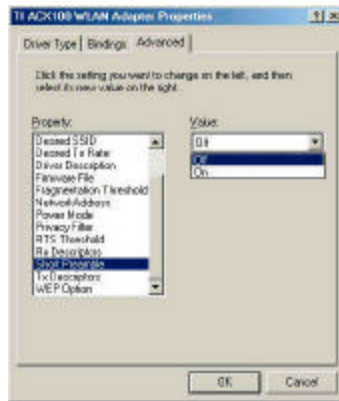 TI ACX100 WLAN Adapter Properties
Driver Type
Bindings
Advanced
Click the setting you want to change on the left, and then
select its new value on the right.
Property:
Desired SSID
Desired Tx Rate
Driver Description
Firmware File
Fragmentation Threshold
NetworkAddress
Power Mode
Privacy Filter
RTS Threshold
Rx Descriptors
Short Preamble
Tx Descriptors
WEP Option
Value:
Off
Off
On
OK
Cancel